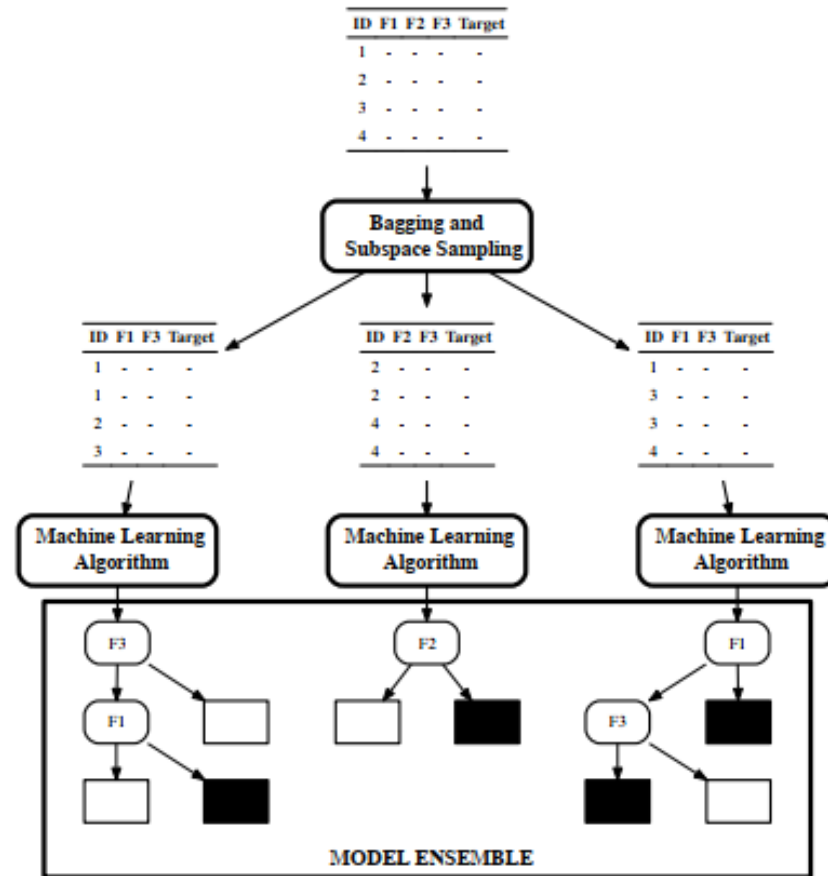 ID F1 F2 F3 Target
1 - - - -
2 - - - -
3 - - - -
4 - - - -
Bagging and
Subspace Sampling
ID F1 F3 Target
1 - - -
1 - - -
2 - - -
3 - - -
ID F2 F3 Target
2 - - -
2 - - -
4 - - -
4 - - -
ID F1 F3 Target
1 - - -
3 - - -
3 - - -
4 - - -
Machine Learning
Algorithm
Machine Learning
Algorithm
Machine Learning
Algorithm
F3
F2
F1
F1
F3
MODEL ENSEMBLE